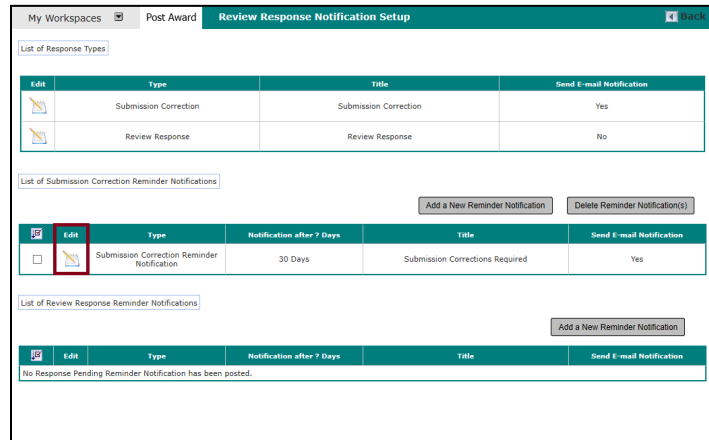 My Workspaces Post Award Review Response Notification Setup Back
List of Response Types
Edit Type Title Send E-mail Notification
Submission Correction Submission Correction Yes
Review Response Review Response No
List of Submission Correction Reminder Notifications
Add a New Reminder Notification Delete Reminder Notification(s)
Edit Type Notification after ? Days Title Send E-mail Notification
Submission Correction Reminder
Notification 30 Days Submission Corrections Required Yes
List of Review Response Reminder Notifications
Add a New Reminder Notification
Edit Type Notification after ? Days Title Send E-mail Notification
No Response Pending Reminder Notification has been posted.